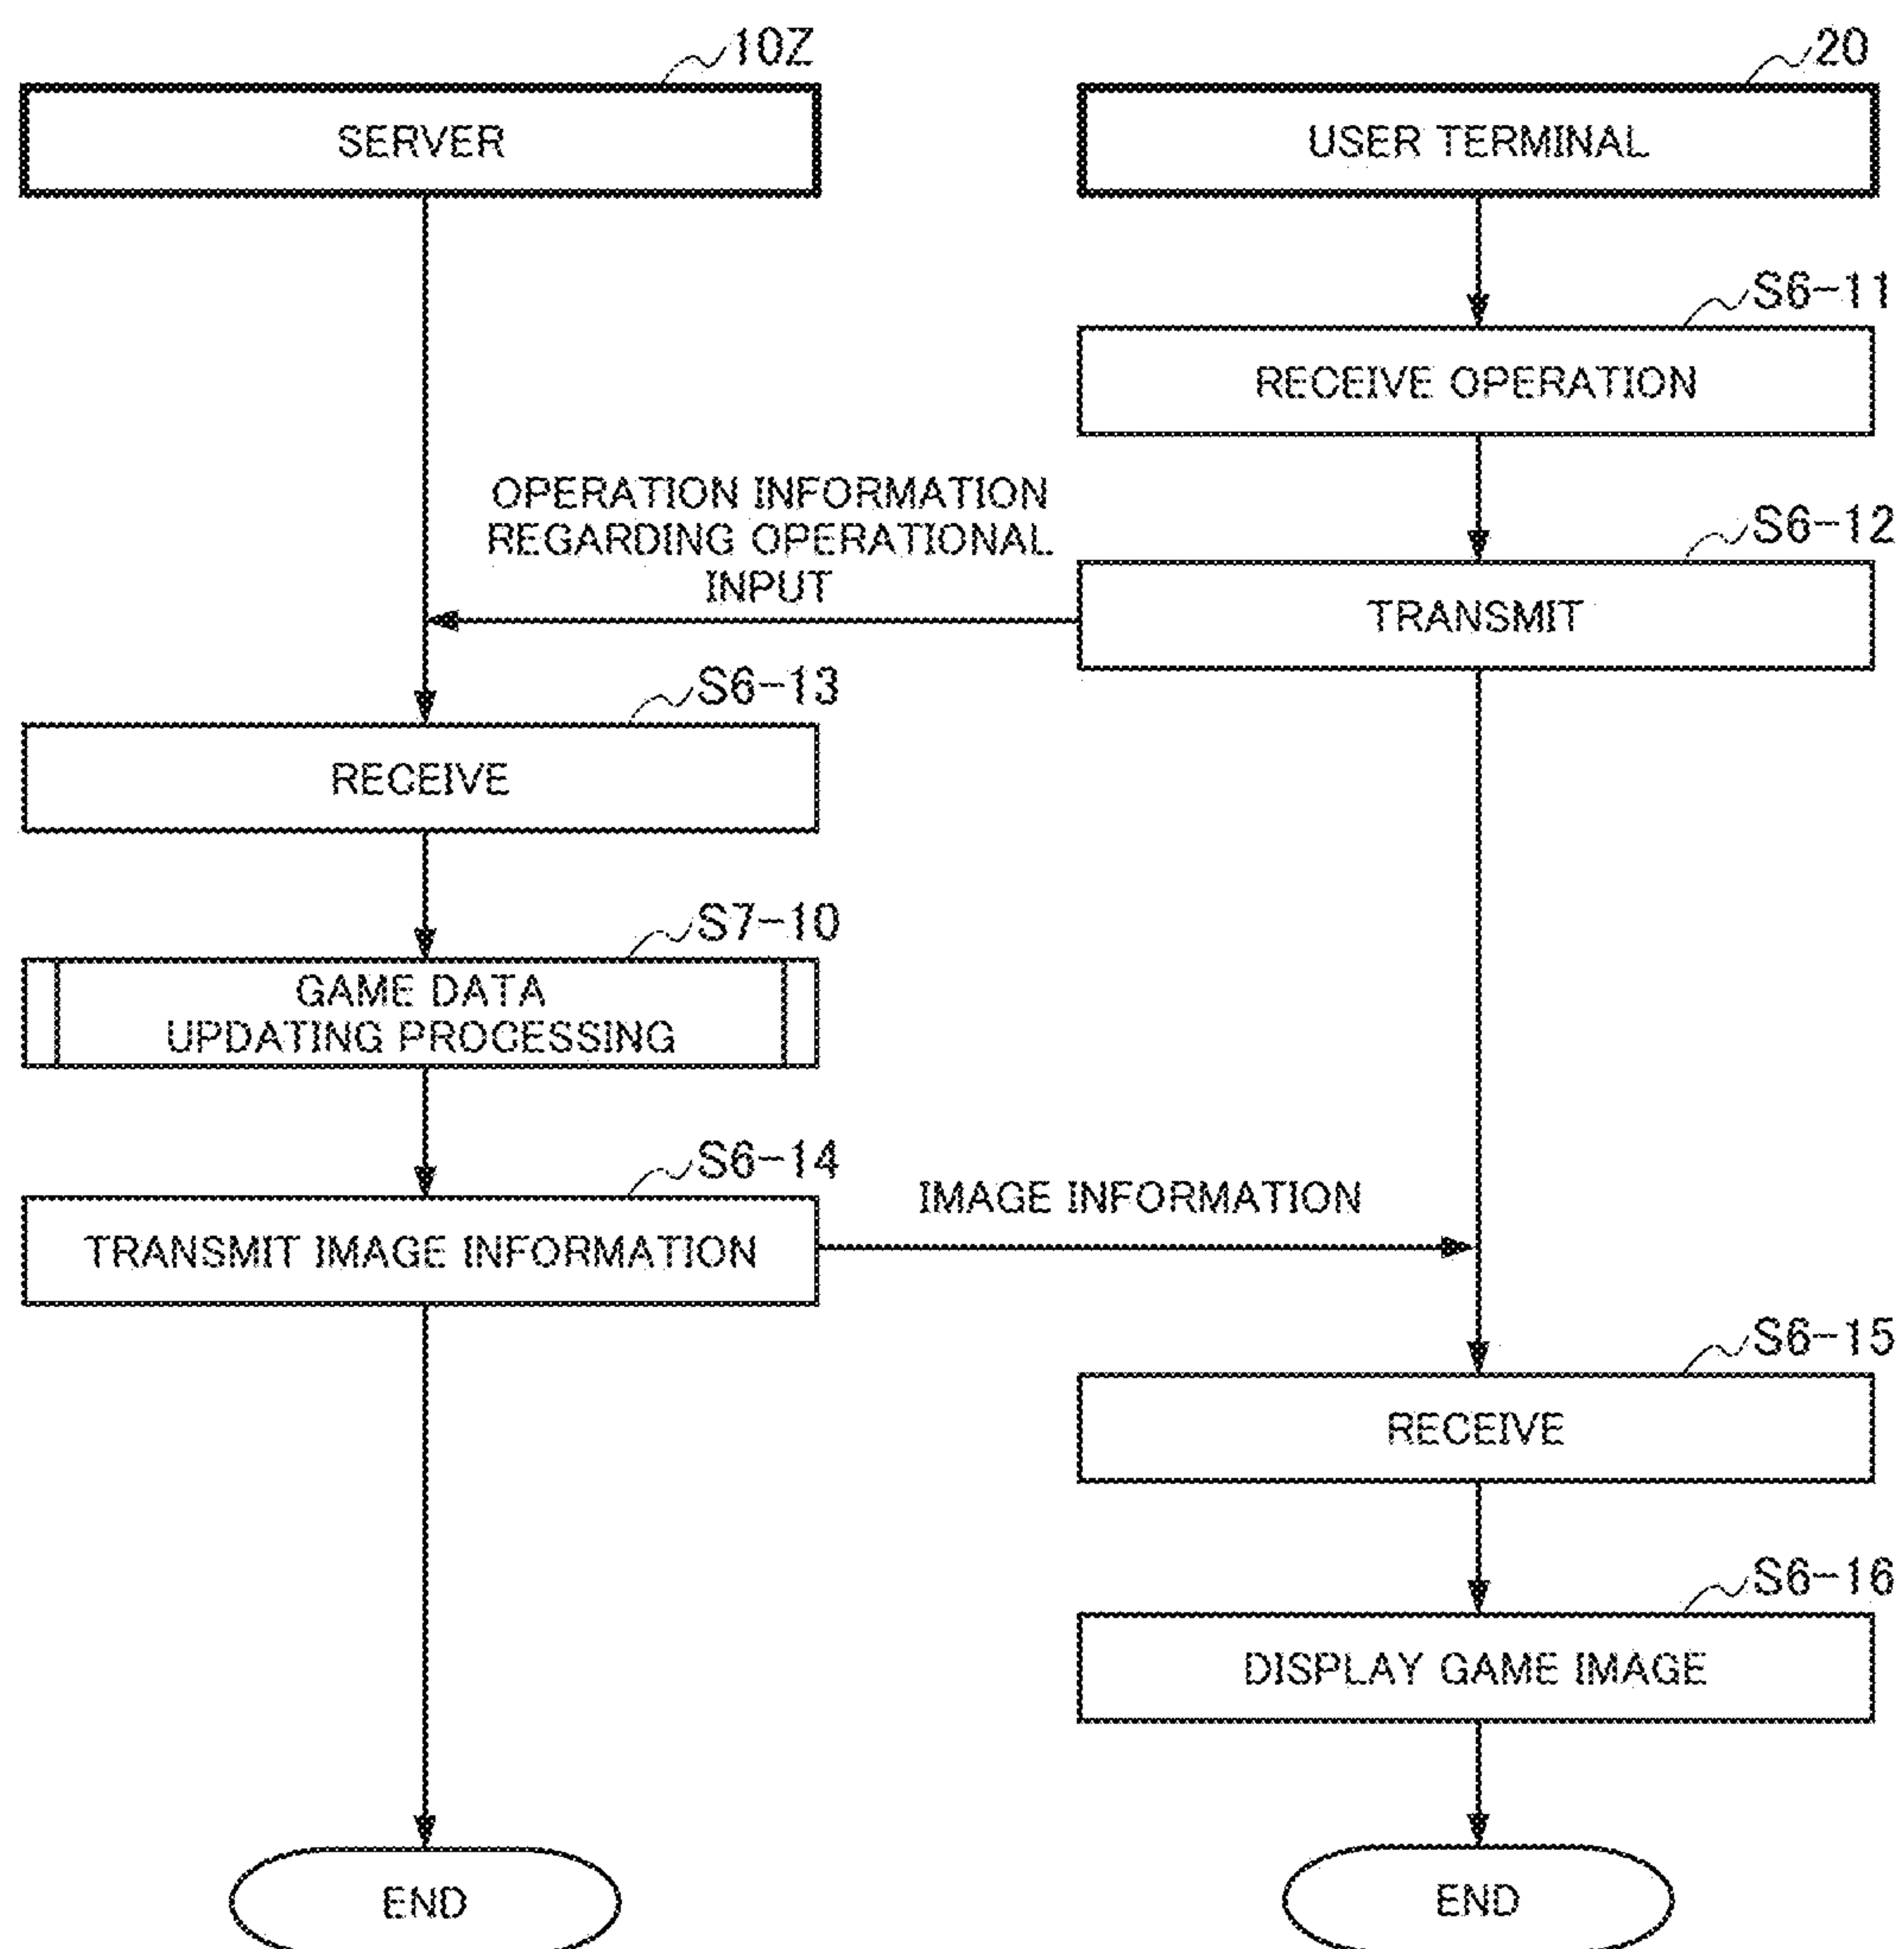 10Z
SERVER
20
USER TERMINAL
S6-11
RECEIVE OPERATION
OPERATION INFORMATION
REGARDING OPERATIONAL
INPUT
S6-12
TRANSMIT
S6-13
RECEIVE
S7-10
GAME DATA
UPDATING PROCESSING
S6-14
TRANSMIT IMAGE INFORMATION
IMAGE INFORMATION
S6-15
RECEIVE
S6-16
DISPLAY GAME IMAGE
END
END